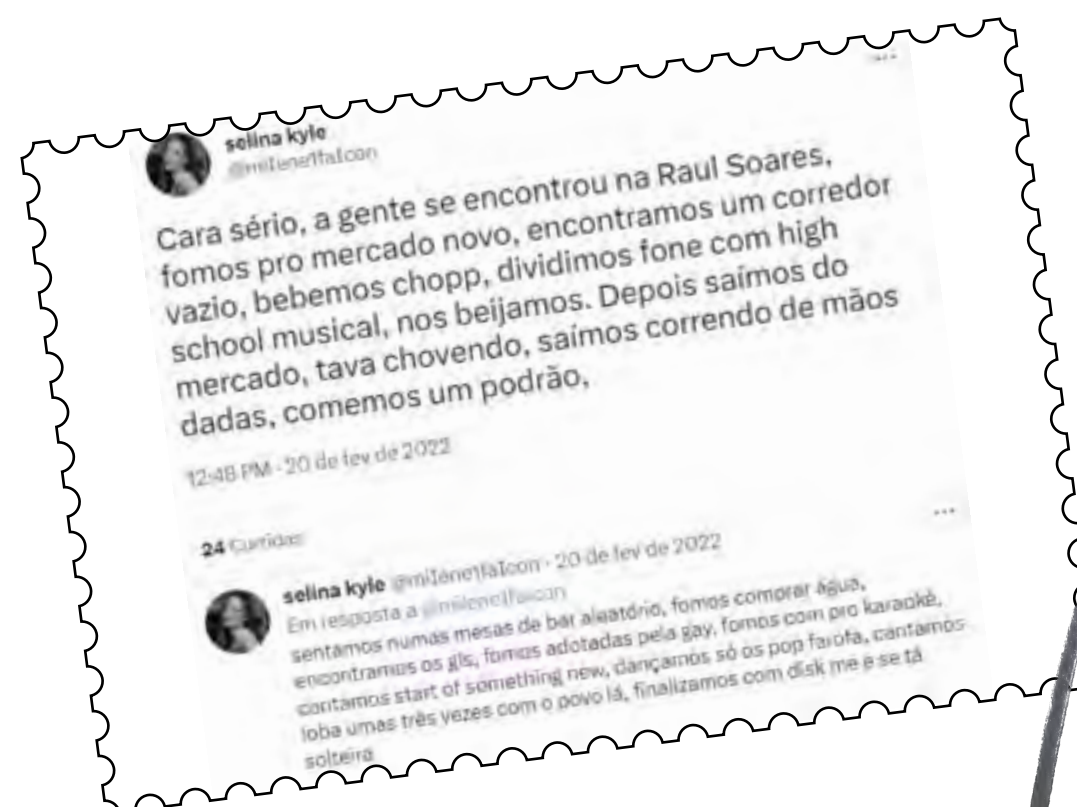 selina kyle
Cara sério, a gente se encontrou na Raul Soares,
fomos pro mercado novo, encontramos um corredor
vazio, bebemos chopp, dividimos fone com high
school musical, nos beijamos. Depois saímos do
mercado, tava chovendo, saímos correndo de mãos
dadas, comemos um podrão,
12:48 PM · 20 de fev de 2022
24 Curtidas
selina kyle · 20 de fev de 2022
Em resposta a
sentamos numas mesas de bar aleatório, fomos comprar água,
encontramos os gls, fomos adotadas pela gay, fomos com pro karaokê,
cantamos start of something new, dançamos só os pop farofa, cantamos
loba umas três vezes com o povo lá, finalizamos com disk me e se tá
solteira